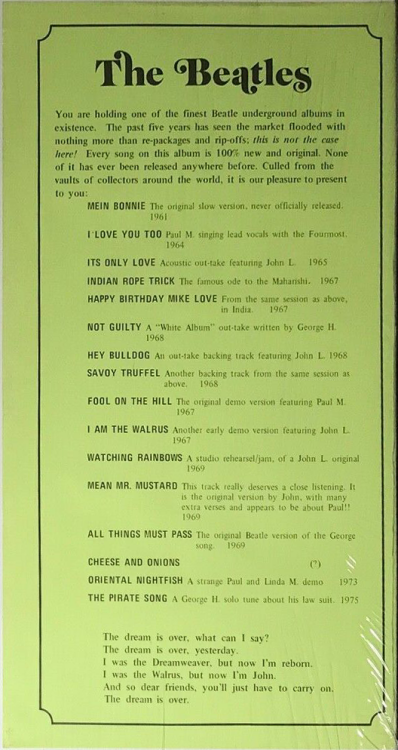 The Beatles
You are holding one of the finest Beatle underground albums in
existence. The past five years has seen the market flooded with
nothing more than re-packages and rip-offs; this is not the case
here! Every song on this album is 100% new and original. None
of it has ever been released anywhere before. Culled from the
vaults of collectors around the world, it is our pleasure to present
to you:
MEIN BONNIE The original slow version, never officially released.
1961
I'LOVE YOU TOO Paul M. singing lead vocals with the Fourmost.
1964
ITS ONLY LOVE Acoustic out-take featuring John L. 1965
INDIAN ROPE TRICK The famous ode to the Maharishi. 1967
HAPPY BIRTHDAY MIKE LOVE From the same session as above,
in India. 1967
NOT GUILTY A "White Album" out-take written by George H.
1968
HEY BULLDOG An out-take backing track featuring John L. 1968
SAVOY TRUFFEL Another backing track from the same session as
above. 1968
FOOL ON THE HILL The original demo version featuring Paul M.
1967
I AM THE WALRUS Another early demo version featuring John L.
1967
WATCHING RAINBOWS A studio rehearsel/jam, of a John L. original
1969
MEAN MR. MUSTARD This track really deserves a close listening. It
is the original version by John, with many
extra verses and appears to be about Paul!!
1969
ALL THINGS MUST PASS The original Beatle version of the George
song. 1969
CHEESE AND ONIONS (?)
ORIENTAL NIGHTFISH A strange Paul and Linda M. demo 1973
THE PIRATE SONG A George H. solo tune about his law suit. 1975
The dream is over, what can I say?
The dream is over, yesterday.
I was the Dreamweaver, but now I'm reborn.
I was the Walrus, but now I'm John.
And so dear friends, you'll just have to carry on.
The dream is over.